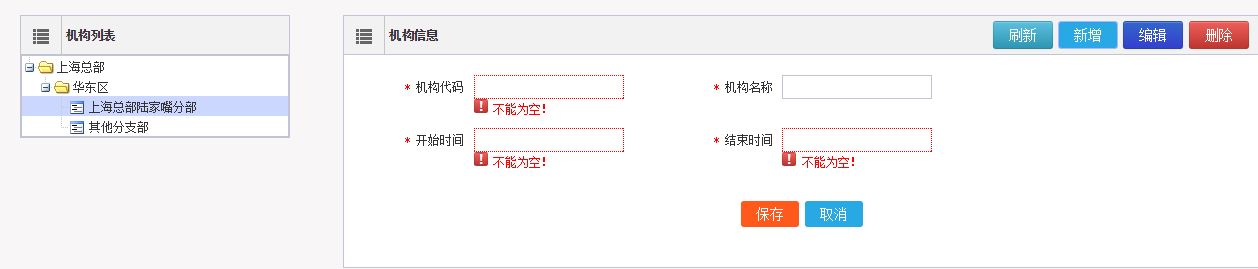 机构列表
上海总部
华东区
上海总部陆家嘴分部
其他分支部
机构信息
刷新 新增 编辑 删除
* 机构代码 * 机构名称
不能为空!
* 开始时间 * 结束时间
不能为空! 不能为空!
保存 取消